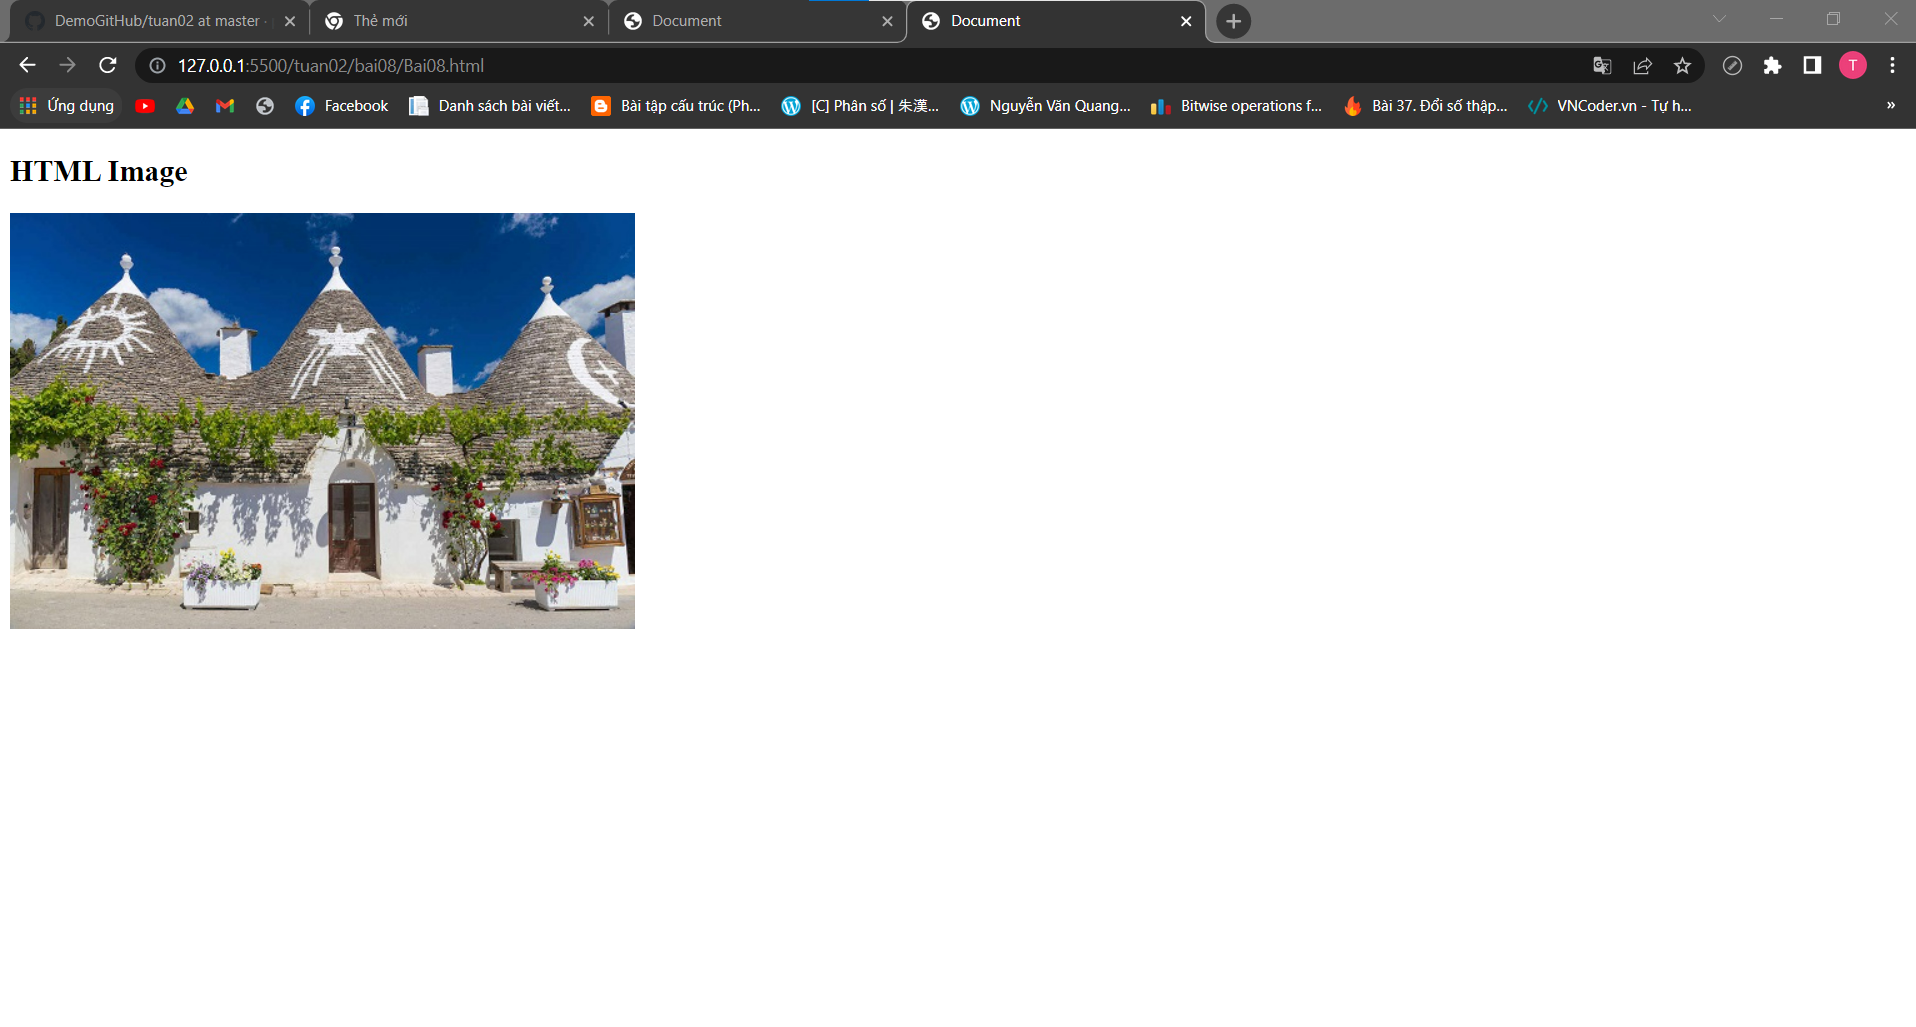 DemoGitHub/tuan02 at master ·
Thẻ mới
Document
Document
127.0.0.1:5500/tuan02/bai08/Bai08.html
T
Ứng dụng
Facebook
Danh sách bài viết...
Bài tập cấu trúc (Ph...
[C] Phân số | 朱漢...
Nguyễn Văn Quang...
Bitwise operations f...
Bài 37. Đổi số thập...
VNCoder.vn - Tự h...
»
HTML Image